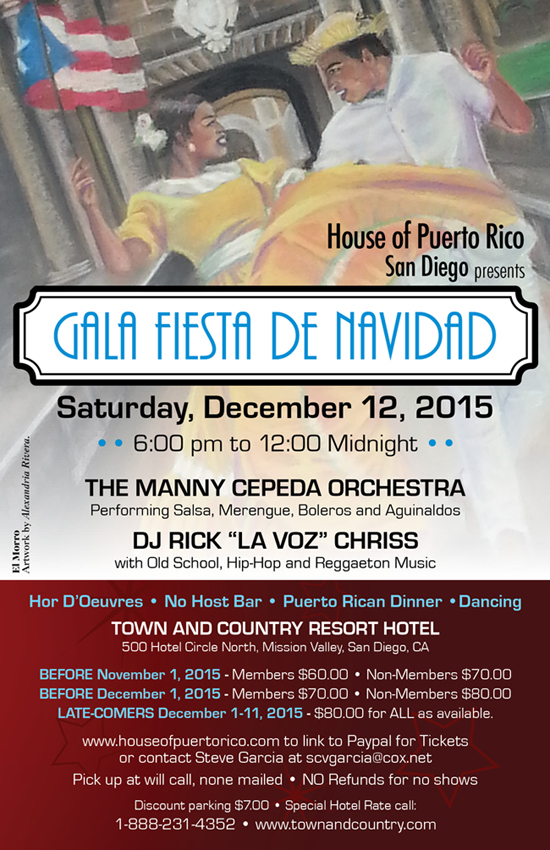 House of Puerto Rico
San Diego presents
GALA FIESTA DE NAVIDAD
Saturday, December 12, 2015
•• 6:00 pm to 12:00 Midnight ••
THE MANNY CEPEDA ORCHESTRA
Performing Salsa, Merengue, Boleros and Aguinaldos
DJ RICK “LA VOZ” CHRISS
with Old School, Hip-Hop and Reggaeton Music
El Morro
Artwork by Alexandria Rivera.
Hor D’Oeuvres • No Host Bar • Puerto Rican Dinner •Dancing
TOWN AND COUNTRY RESORT HOTEL
500 Hotel Circle North, Mission Valley, San Diego, CA
BEFORE November 1, 2015 - Members $60.00 • Non-Members $70.00
BEFORE December 1, 2015 - Members $70.00 • Non-Members $80.00
LATE-COMERS December 1-11, 2015 - $80.00 for ALL as available.
www.houseofpuertorico.com to link to Paypal for Tickets
or contact Steve Garcia at scvgarcia@cox.net
Pick up at will call, none mailed • NO Refunds for no shows
Discount parking $7.00 • Special Hotel Rate call:
1-888-231-4352 • www.townandcountry.com